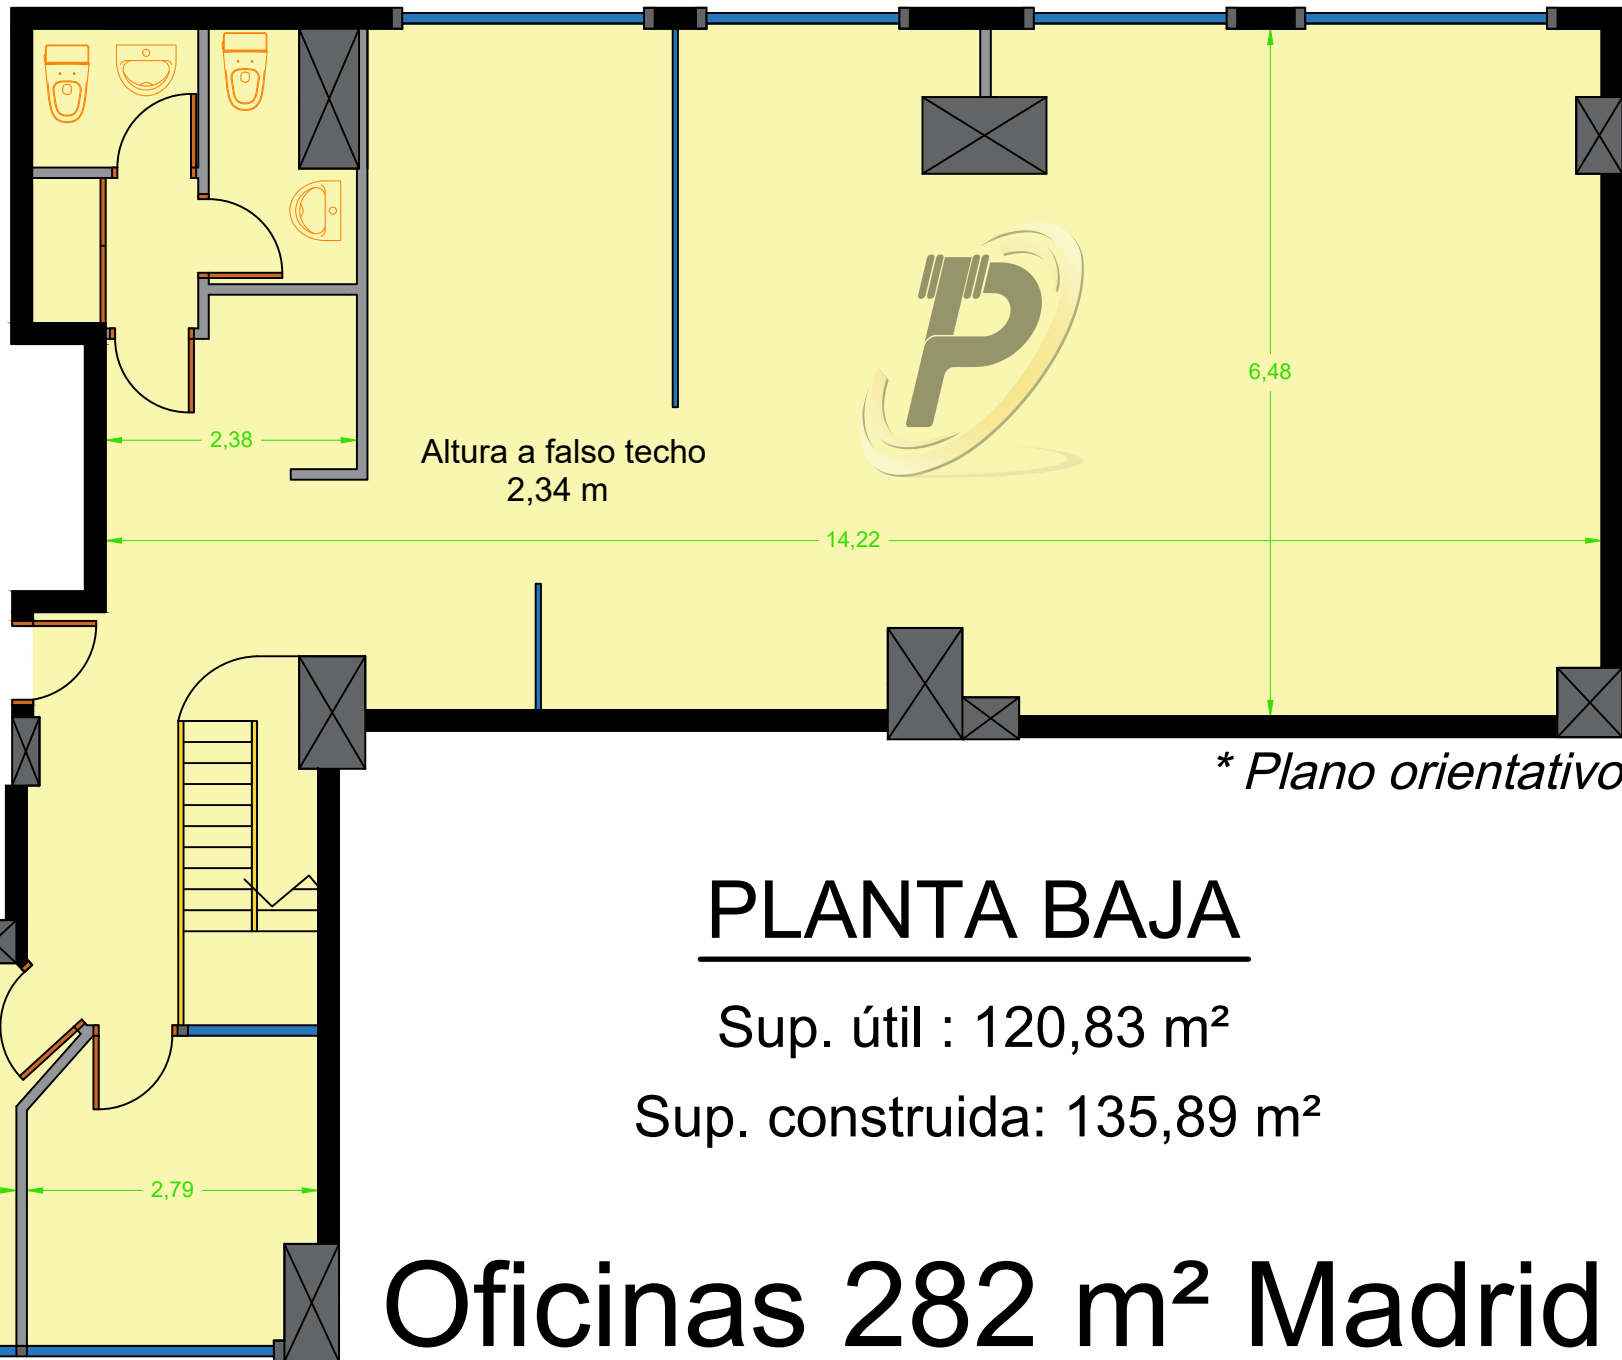 6,48
2,38
Altura a falso techo
2,34 m
14,22
* Plano orientativo
PLANTA BAJA
Sup. útil : 120,83 m²
Sup. construida: 135,89 m²
2,79
Oficinas 282 m² Madrid